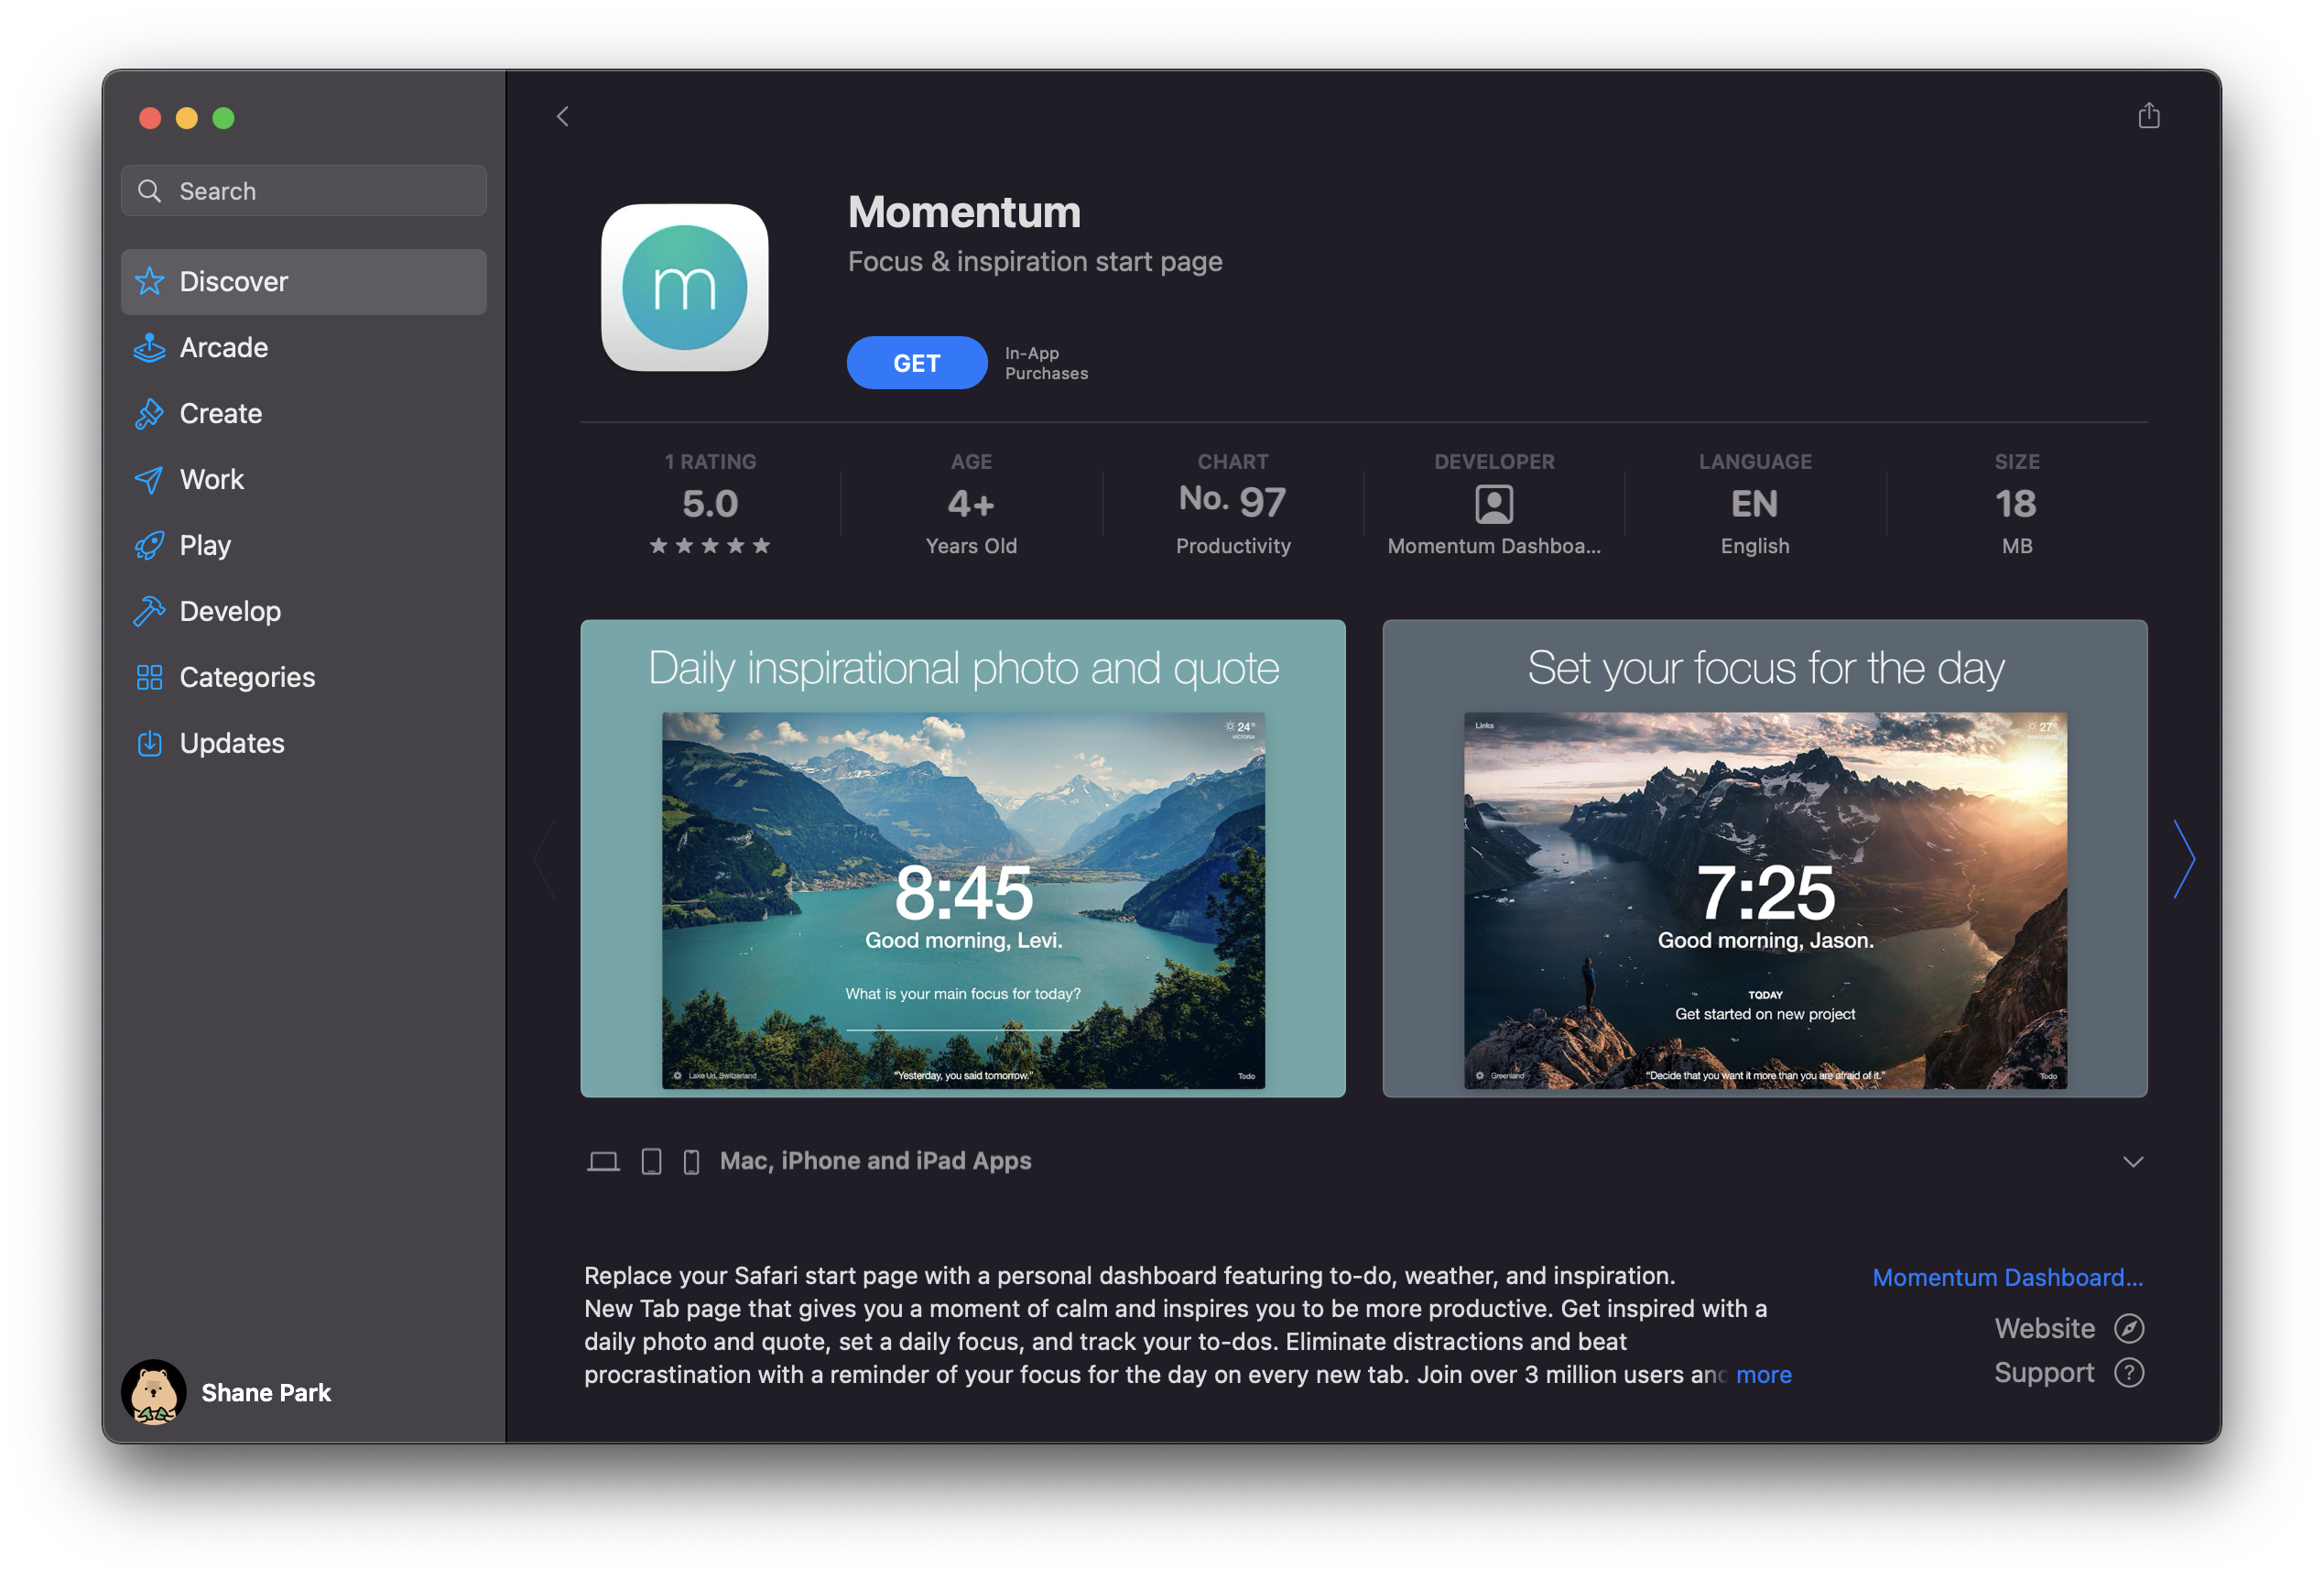 Search
Discover
Arcade
Create
Work
Play
Develop
Categories
Updates
Shane Park
m
Momentum
Focus & inspiration start page
GET
In-App
Purchases
1 RATING
5.0
★★★★★
AGE
4+
Years Old
CHART
No. 97
Productivity
DEVELOPER
Momentum Dashboa...
LANGUAGE
EN
English
SIZE
18
MB
Daily inspirational photo and quote
24°
VICTORIA
8:45
Good morning, Levi.
What is your main focus for today?
Lake Uri, Switzerland
"Yesterday, you said tomorrow."
Todo
Set your focus for the day
Links
27°
7:25
Good morning, Jason.
TODAY
Get started on new project
Greenland
"Decide that you want it more than you are afraid of it."
Todo
Mac, iPhone and iPad Apps
Replace your Safari start page with a personal dashboard featuring to-do, weather, and inspiration.
New Tab page that gives you a moment of calm and inspires you to be more productive. Get inspired with a
daily photo and quote, set a daily focus, and track your to-dos. Eliminate distractions and beat
procrastination with a reminder of your focus for the day on every new tab. Join over 3 million users and more
Momentum Dashboard...
Website
Support